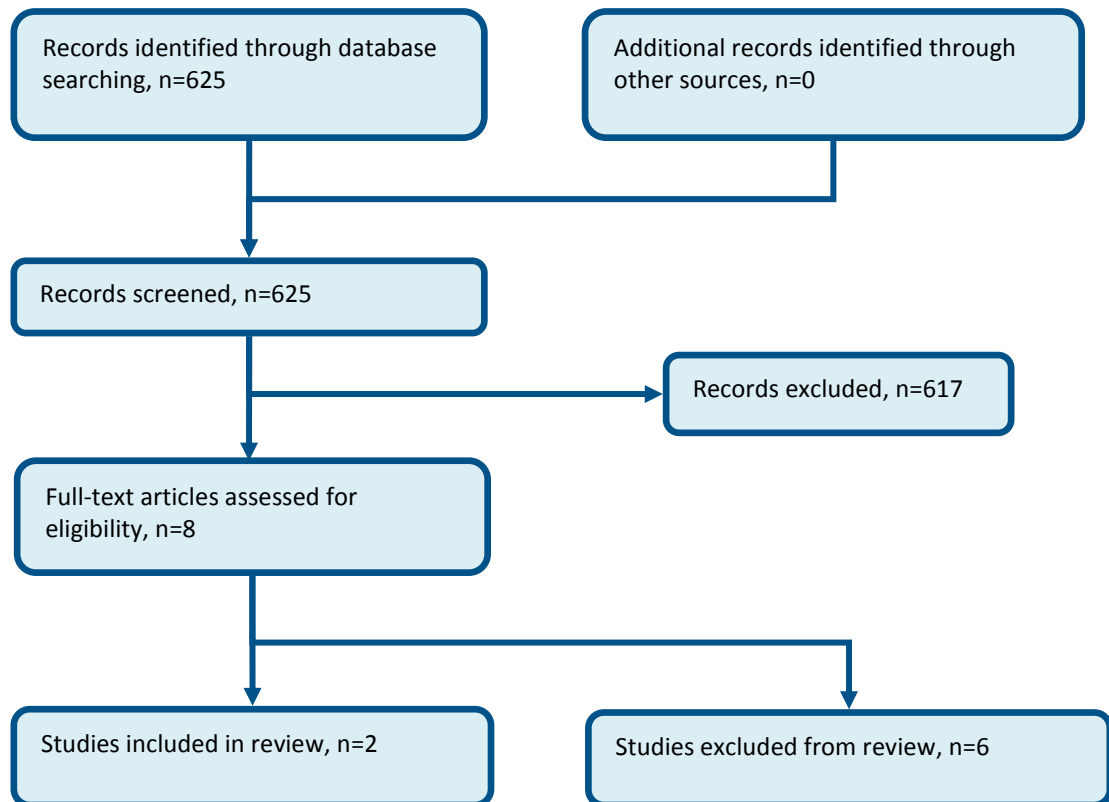 Records identified through database
searching, n=625
Additional records identified through
other sources, n=0
Records screened, n=625
Records excluded, n=617
Full-text articles assessed for
eligibility, n=8
Studies included in review, n=2
Studies excluded from review, n=6